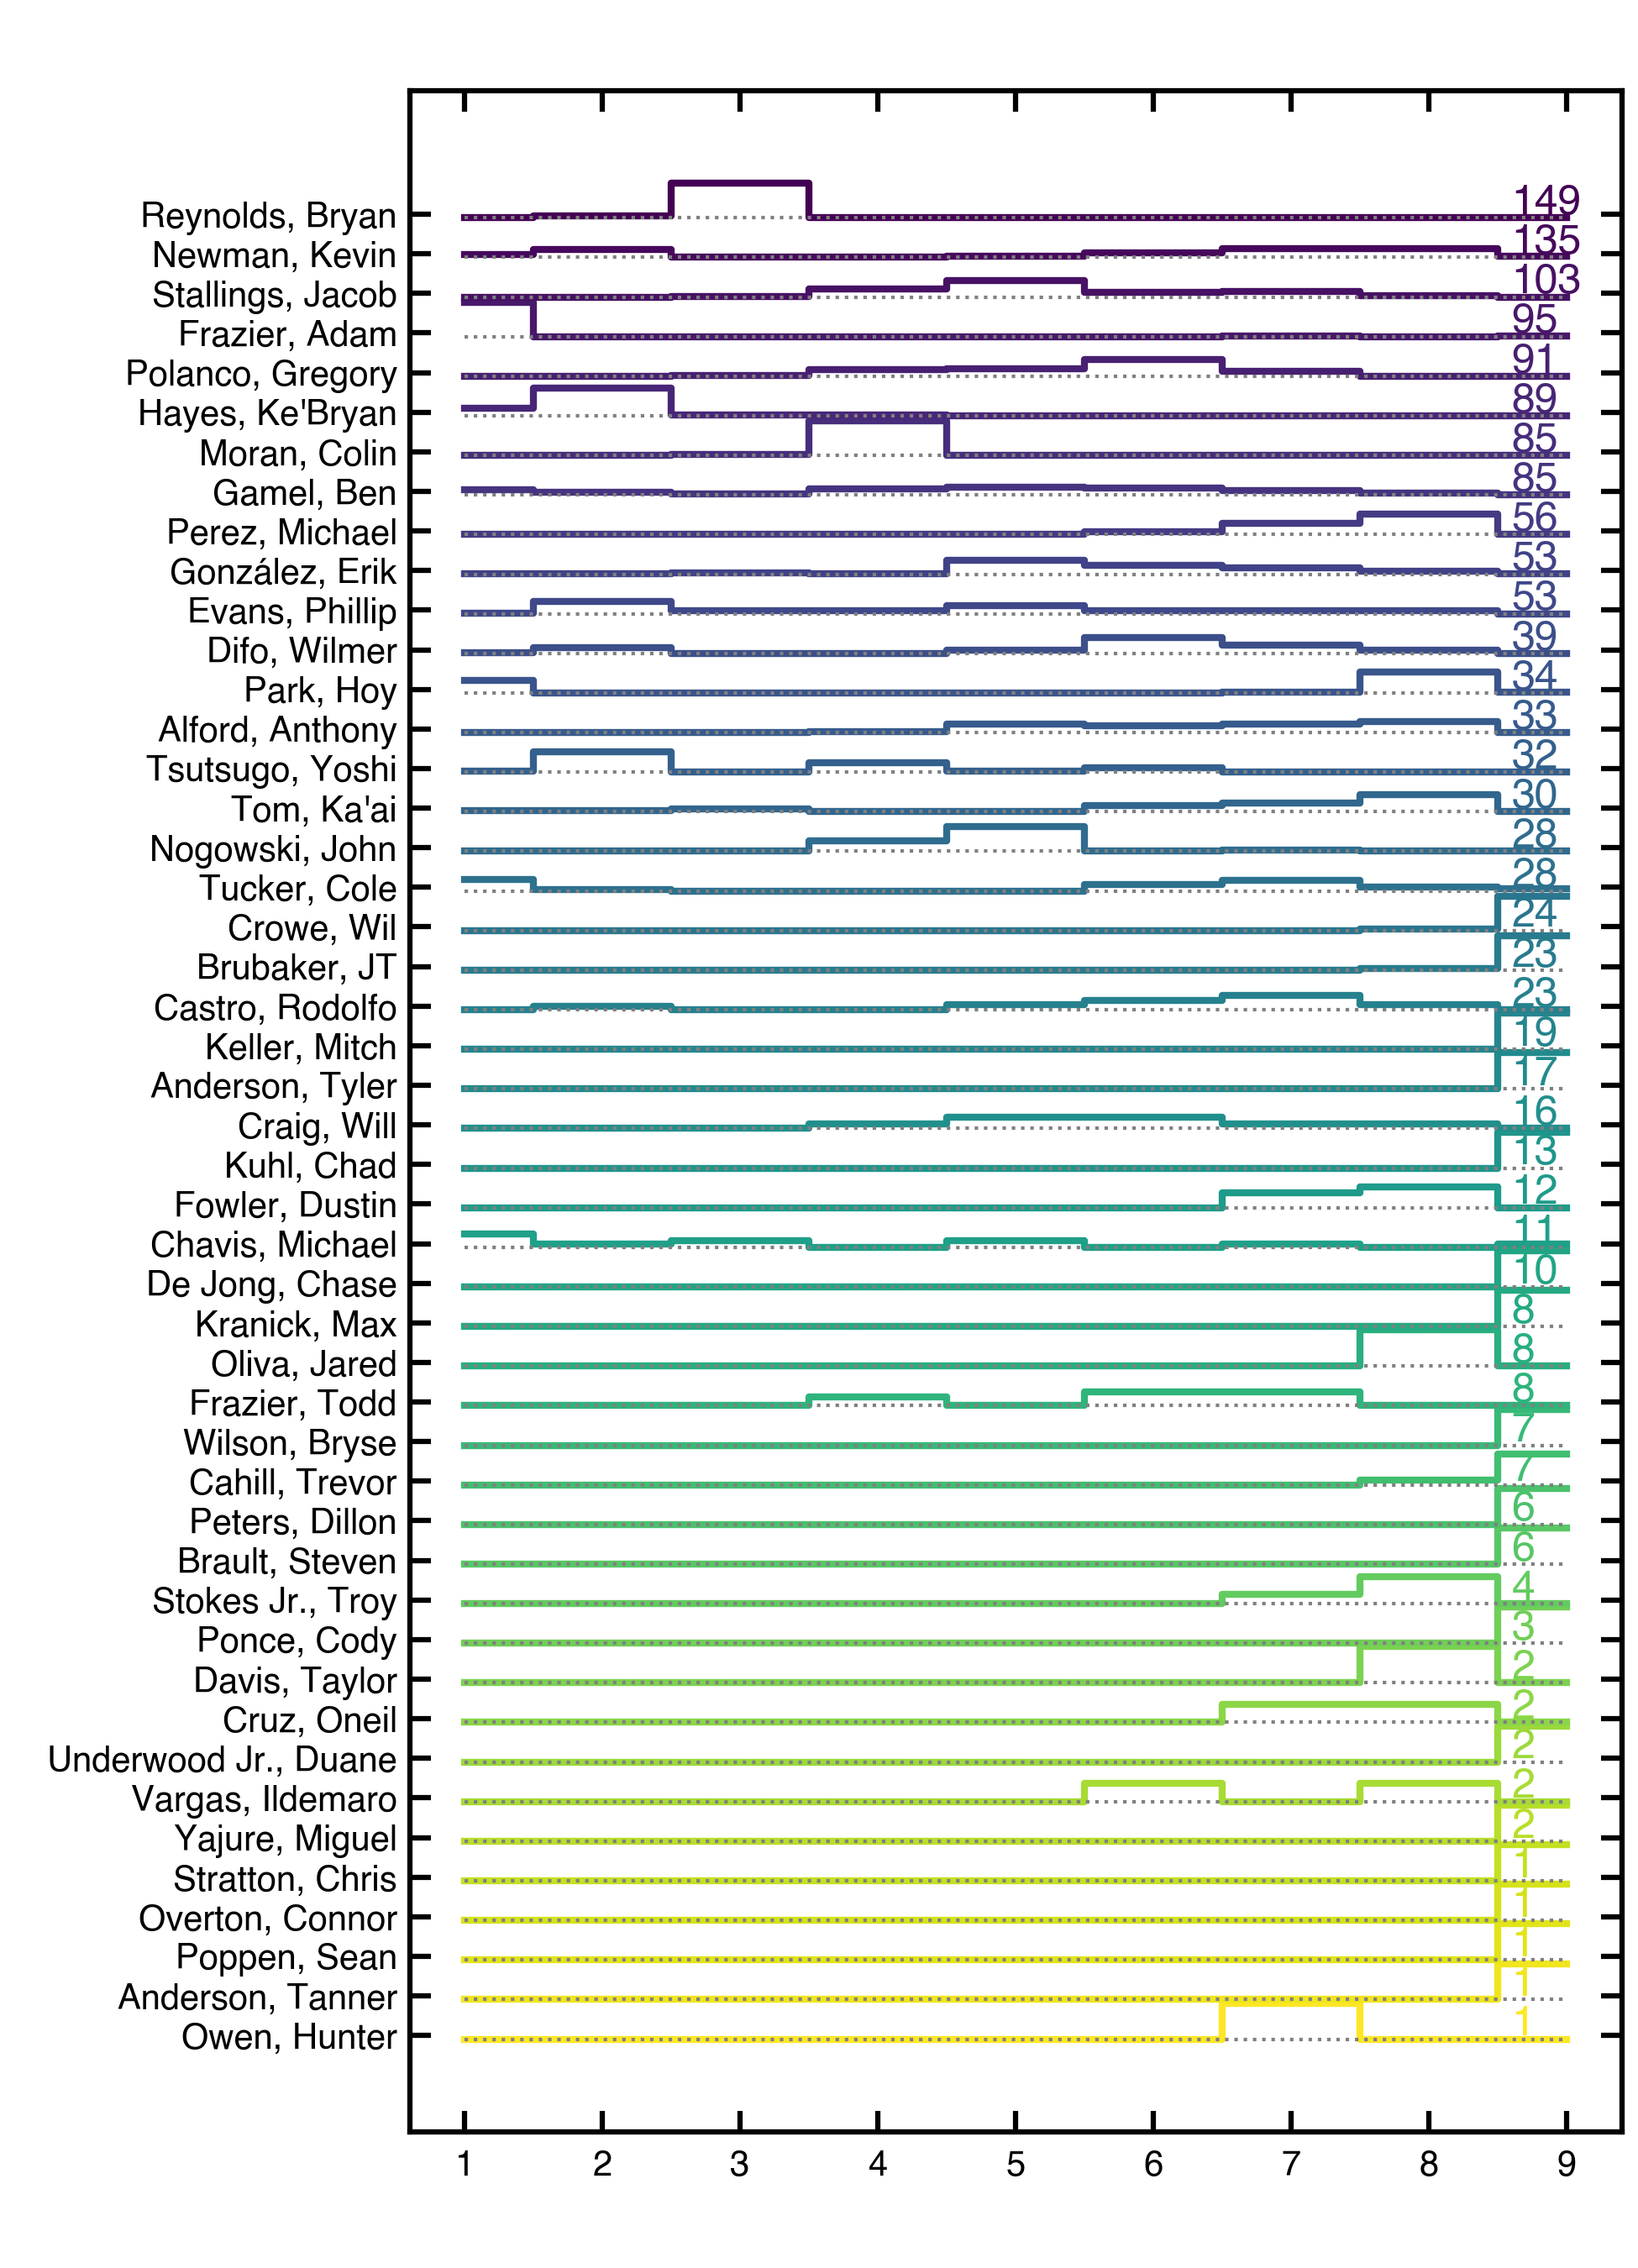 Reynolds, Bryan 149
Newman, Kevin 135
Stallings, Jacob 103
Frazier, Adam 95
Polanco, Gregory 91
Hayes, Ke'Bryan 89
Moran, Colin 85
Gamel, Ben 85
Perez, Michael 56
González, Erik 53
Evans, Phillip 53
Difo, Wilmer 39
Park, Hoy 34
Alford, Anthony 33
Tsutsugo, Yoshi 32
Tom, Ka'ai 30
Nogowski, John 28
Tucker, Cole 28
Crowe, Wil 24
Brubaker, JT 23
Castro, Rodolfo 23
Keller, Mitch 19
Anderson, Tyler 17
Craig, Will 16
Kuhl, Chad 13
Fowler, Dustin 12
Chavis, Michael 11
De Jong, Chase 10
Kranick, Max 8
Oliva, Jared 8
Frazier, Todd 8
Wilson, Bryse 7
Cahill, Trevor 7
Peters, Dillon 6
Brault, Steven 6
Stokes Jr., Troy 4
Ponce, Cody 3
Davis, Taylor 2
Cruz, Oneil 2
Underwood Jr., Duane 2
Vargas, Ildemaro 2
Yajure, Miguel 2
Stratton, Chris 1
Overton, Connor 1
Poppen, Sean 1
Anderson, Tanner 1
Owen, Hunter 1
1 2 3 4 5 6 7 8 9